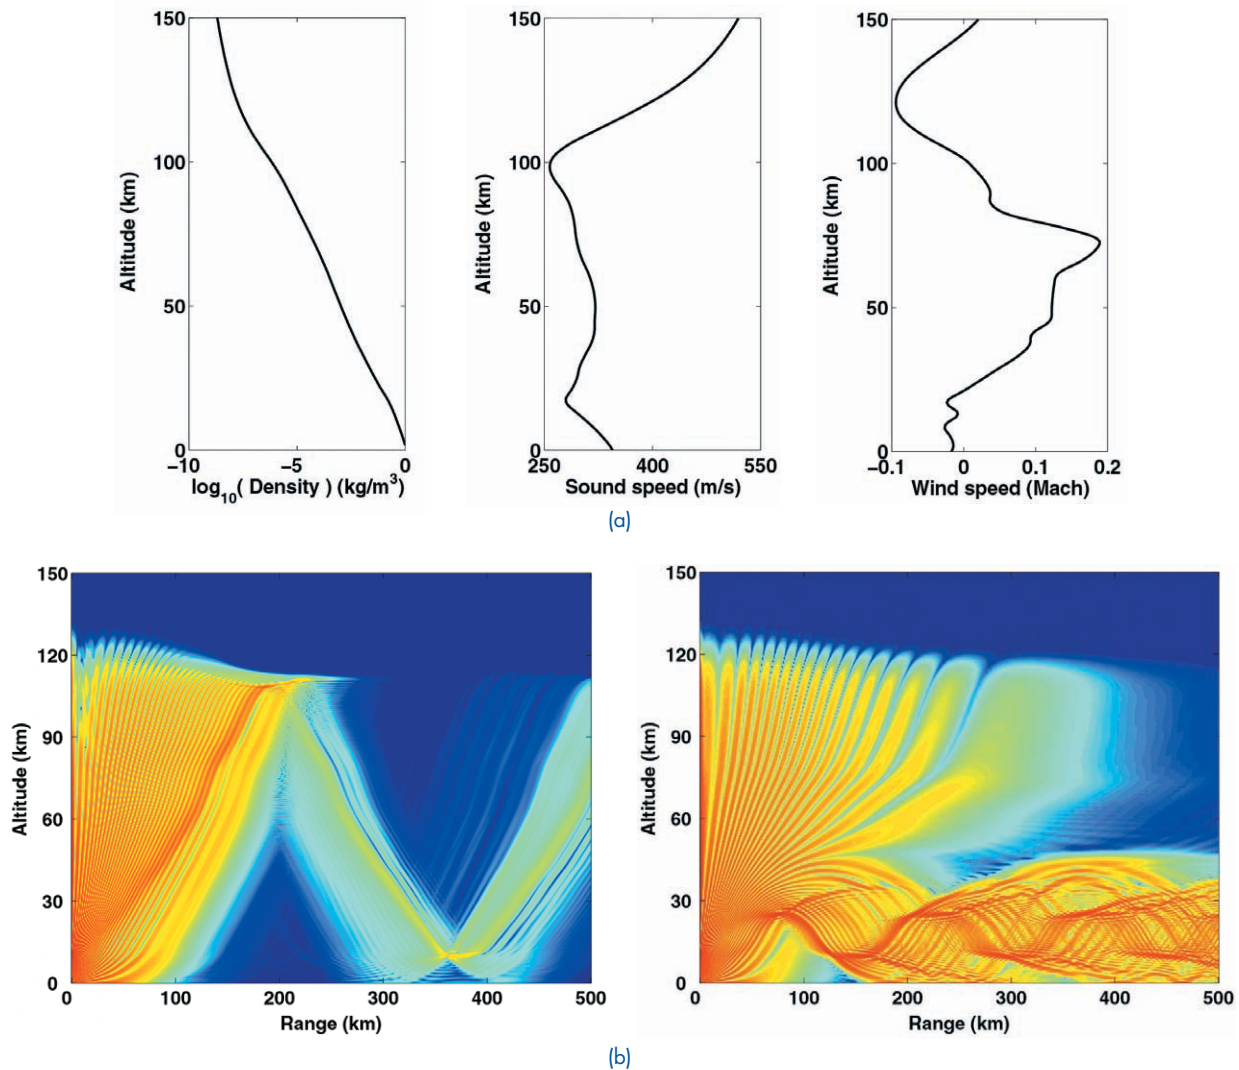 150
100
50
0
Altitude (km)
−10 −5 0
log10( Density ) (kg/m3)
150
100
50
0
Altitude (km)
250 400 550
Sound speed (m/s)
150
100
50
0
Altitude (km)
−0.1 0 0.1 0.2
Wind speed (Mach)
(a)
150
120
90
60
30
0
Altitude (km)
0 100 200 300 400 500
Range (km)
150
120
90
60
30
0
Altitude (km)
0 100 200 300 400 500
Range (km)
(b)